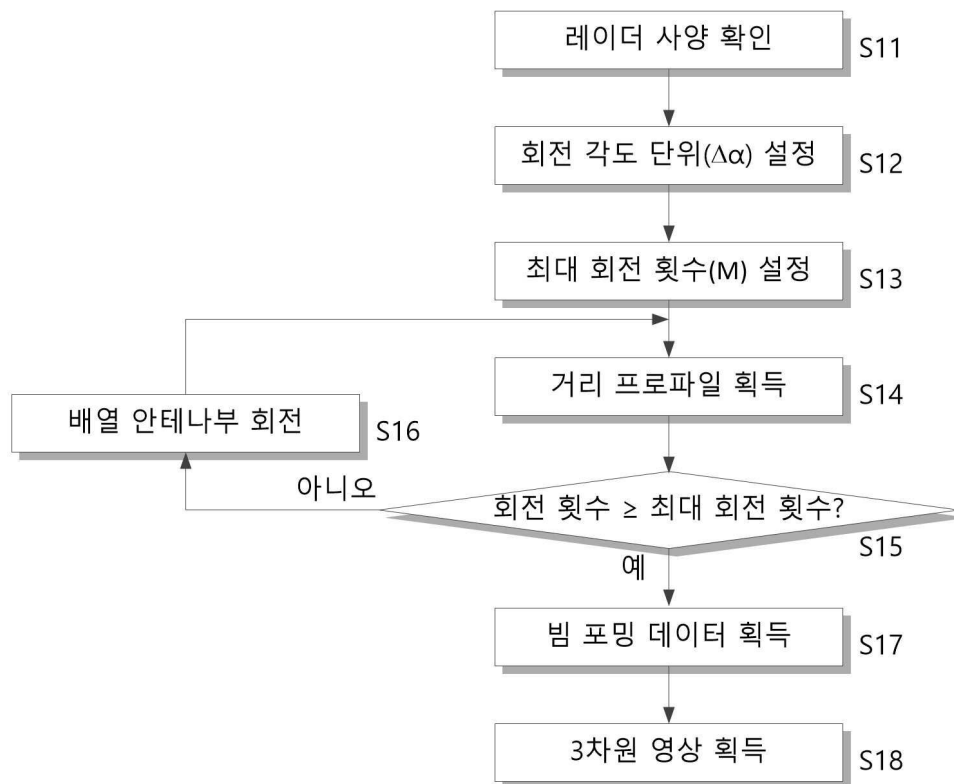 레이더 사양 확인
S11
회전 각도 단위(Δα) 설정
S12
최대 회전 횟수(M) 설정
S13
거리 프로파일 획득
S14
배열 안테나부 회전
S16
아니오
회전 횟수 ≥ 최대 회전 횟수?
S15
예
빔 포밍 데이터 획득
S17
3차원 영상 획득
S18